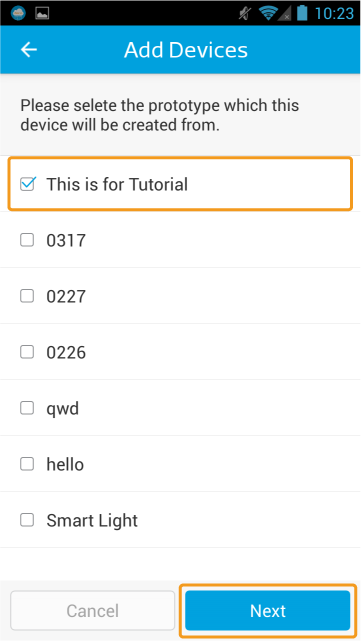 10:23
Add Devices
Please selete the prototype which this
device will be created from.
This is for Tutorial
0317
0227
0226
qwd
hello
Smart Light
Cancel
Next